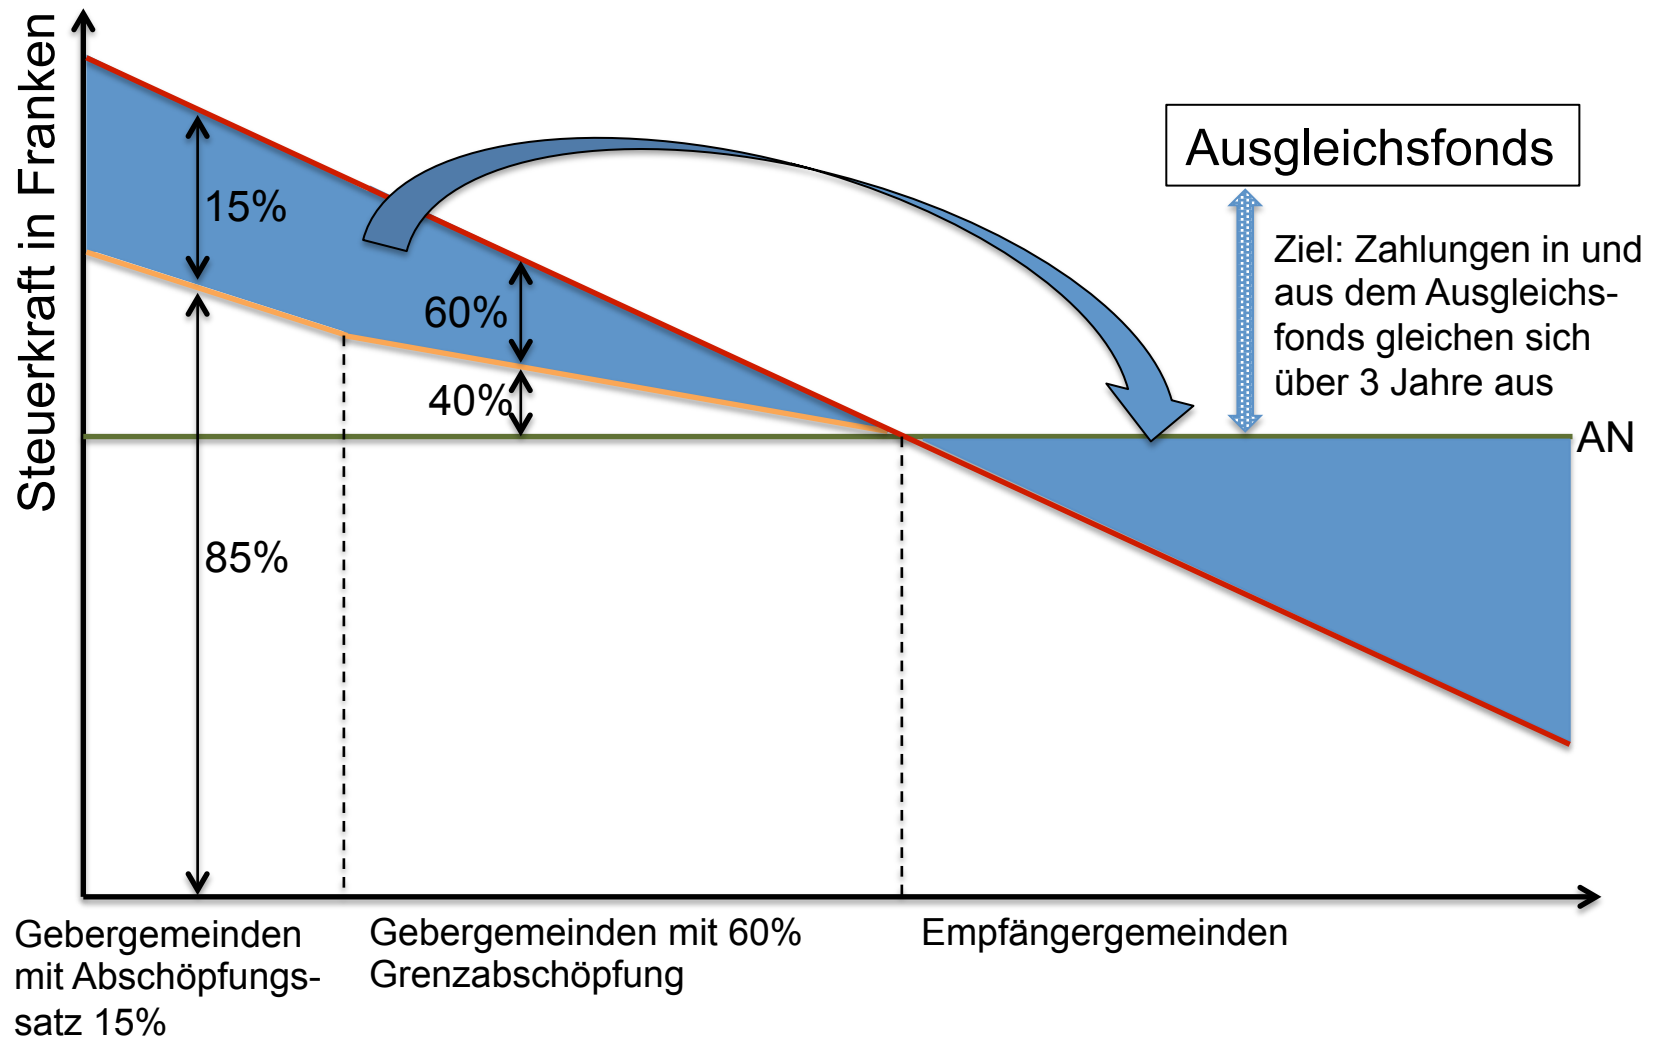 Steuerkraft in Franken
Ausgleichsfonds
Ziel: Zahlungen in und
aus dem Ausgleichs-
fonds gleichen sich
über 3 Jahre aus
15%
60%
40%
AN
85%
Gebergemeinden
mit Abschöpfungs-
satz 15%
Gebergemeinden mit 60%
Grenzabschöpfung
Empfängergemeinden